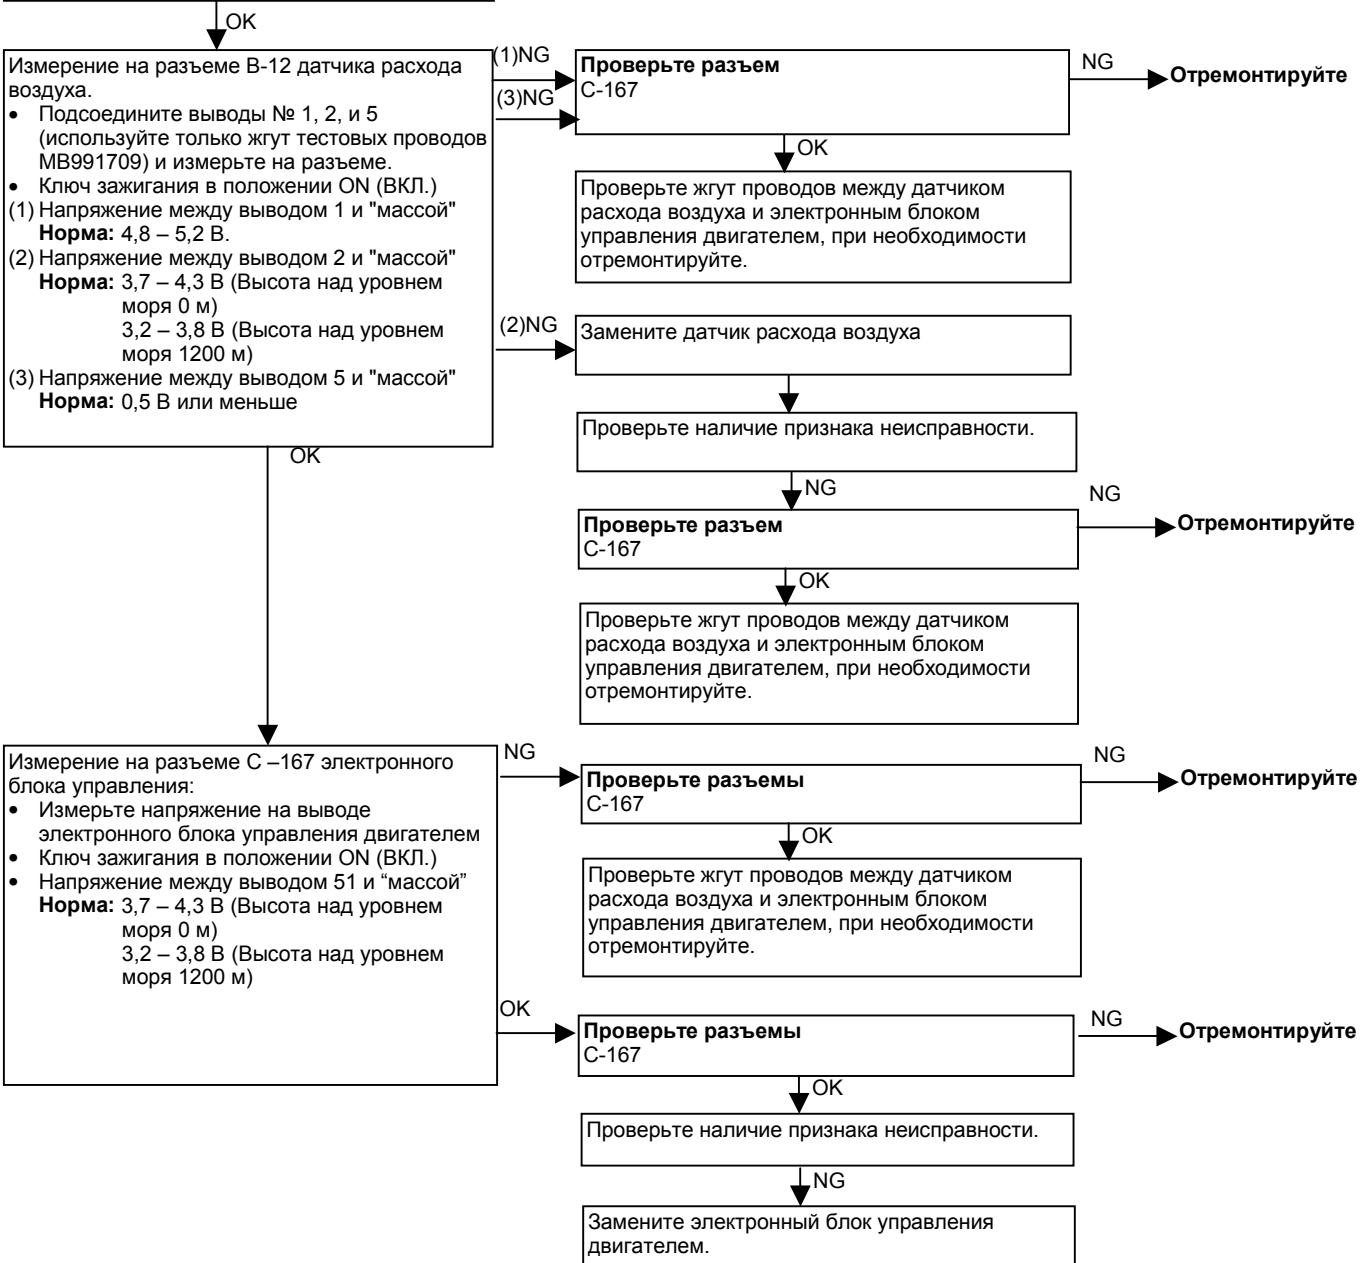 OK
Измерение на разъеме B-12 датчика расхода
воздуха.
• Подсоедините выводы № 1, 2, и 5
(используйте только жгут тестовых проводов
MB991709) и измерьте на разъеме.
• Ключ зажигания в положении ON (ВКЛ.)
(1) Напряжение между выводом 1 и "массой"
Норма: 4,8 – 5,2 В.
(2) Напряжение между выводом 2 и "массой"
Норма: 3,7 – 4,3 В (Высота над уровнем
моря 0 м)
3,2 – 3,8 В (Высота над уровнем
моря 1200 м)
(3) Напряжение между выводом 5 и "массой"
Норма: 0,5 В или меньше
(1)NG
(3)NG
Проверьте разъем
C-167
NG
Отремонтируйте
OK
Проверьте жгут проводов между датчиком
расхода воздуха и электронным блоком
управления двигателем, при необходимости
отремонтируйте.
(2)NG
Замените датчик расхода воздуха
Проверьте наличие признака неисправности.
NG
Проверьте разъем
C-167
NG
Отремонтируйте
OK
Проверьте жгут проводов между датчиком
расхода воздуха и электронным блоком
управления двигателем, при необходимости
отремонтируйте.
OK
Измерение на разъеме C –167 электронного
блока управления:
• Измерьте напряжение на выводе
электронного блока управления двигателем
• Ключ зажигания в положении ON (ВКЛ.)
• Напряжение между выводом 51 и “массой”
Норма: 3,7 – 4,3 В (Высота над уровнем
моря 0 м)
3,2 – 3,8 В (Высота над уровнем
моря 1200 м)
NG
Проверьте разъемы
C-167
NG
Отремонтируйте
OK
Проверьте жгут проводов между датчиком
расхода воздуха и электронным блоком
управления двигателем, при необходимости
отремонтируйте.
OK
Проверьте разъемы
C-167
NG
Отремонтируйте
OK
Проверьте наличие признака неисправности.
NG
Замените электронный блок управления
двигателем.